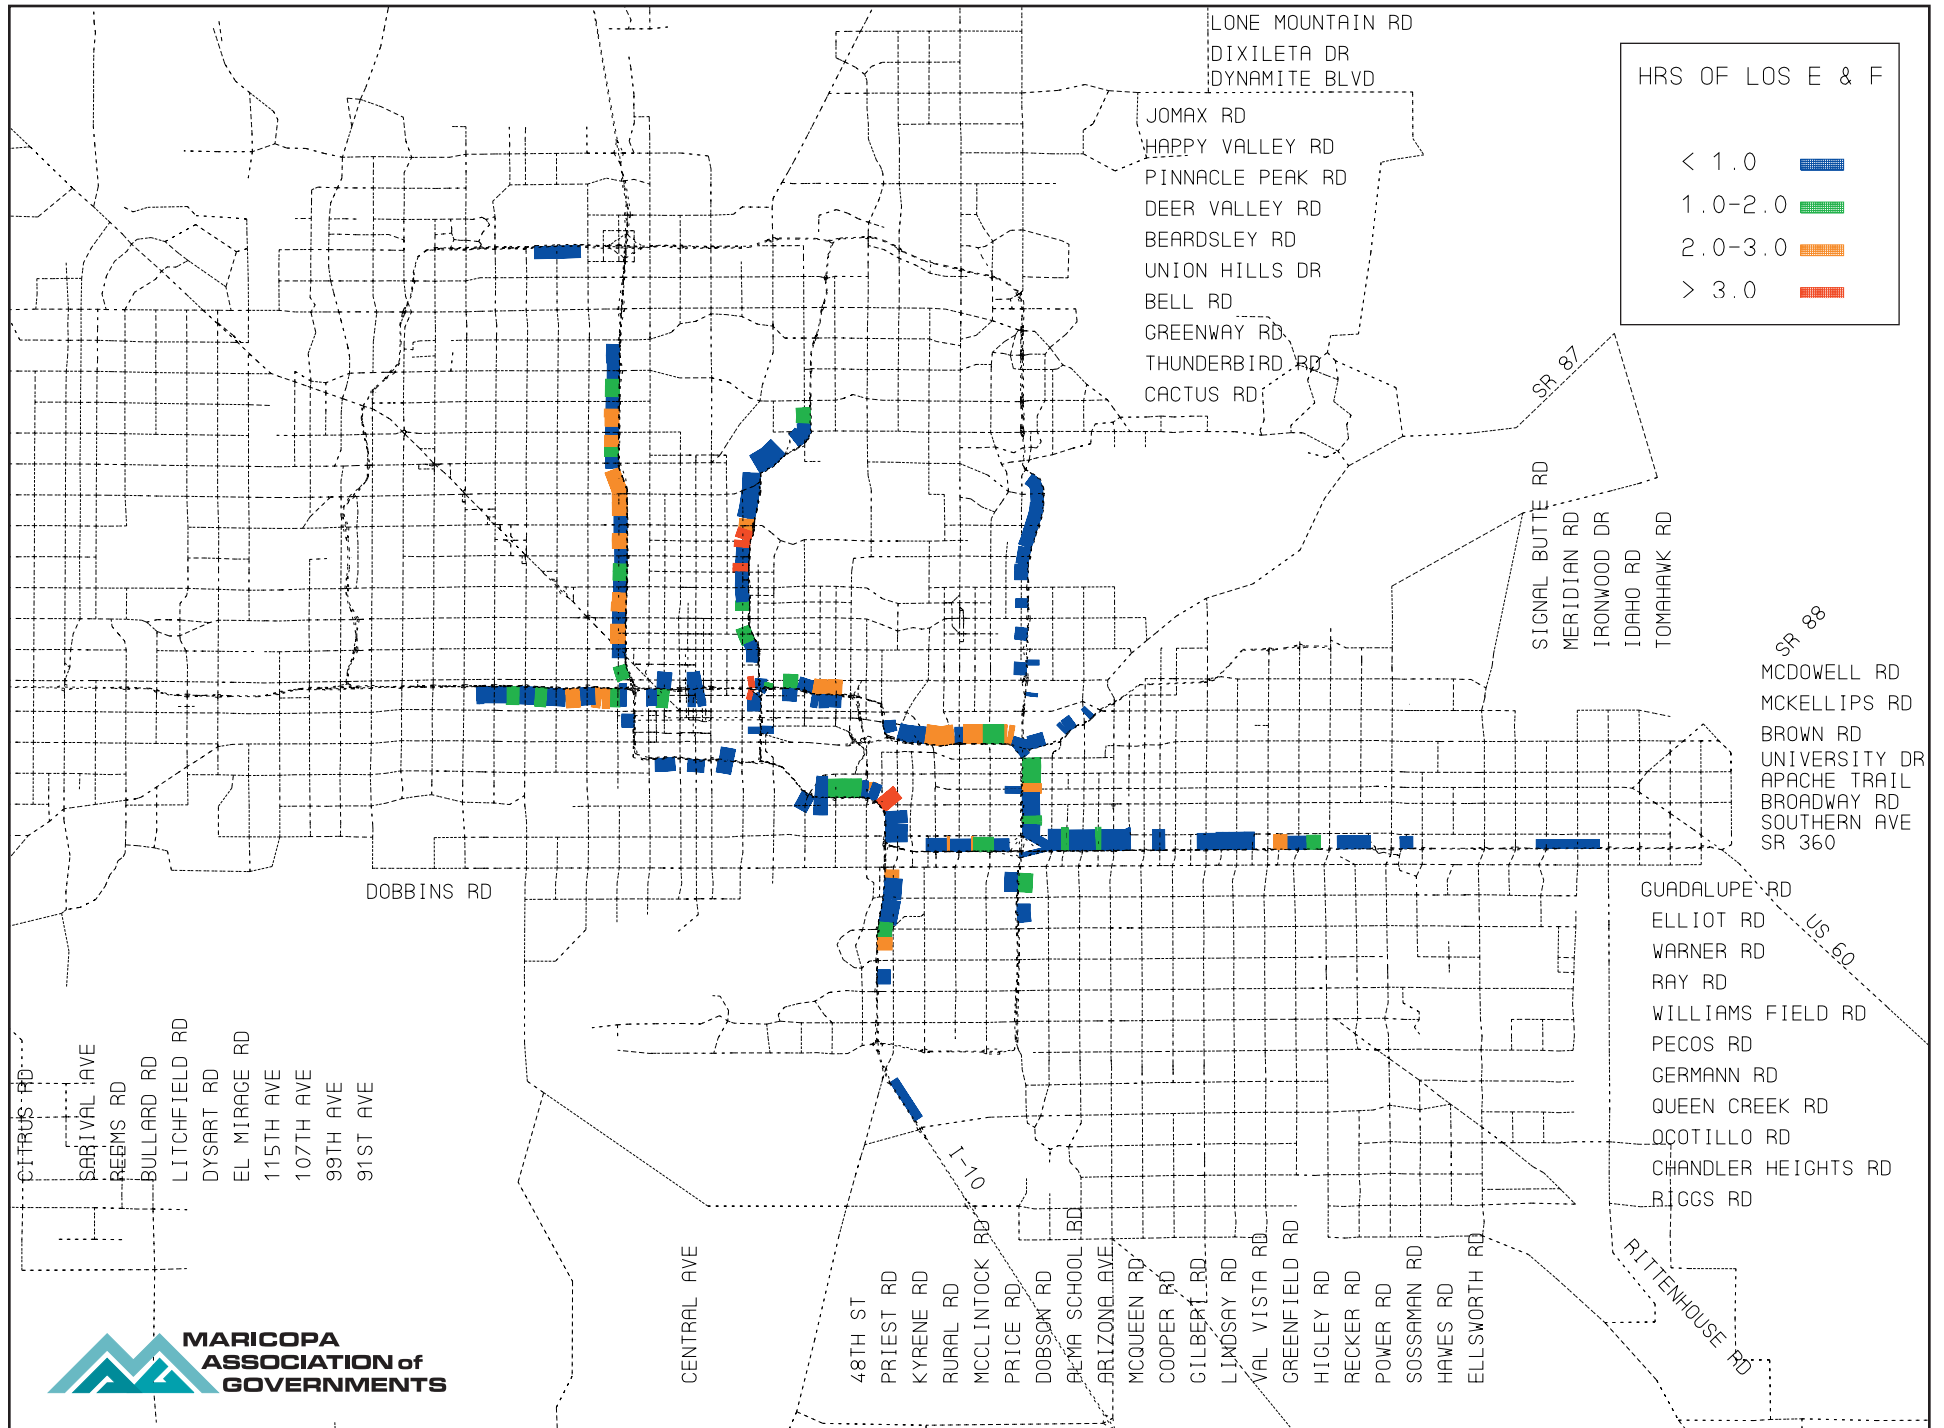 LONE MOUNTAIN RD
DIXILETA DR
DYNAMITE BLVD
JOMAX RD
HAPPY VALLEY RD
PINNACLE PEAK RD
DEER VALLEY RD
BEARDSLEY RD
UNION HILLS DR
BELL RD
GREENWAY RD
THUNDERBIRD RD
CACTUS RD
HRS OF LOS E & F
< 1.0
1.0-2.0
2.0-3.0
> 3.0
SR 87
SIGNAL BUTTE RD
MERIDIAN RD
IRONWOOD DR
IDAHO RD
TOMAHAWK RD
SR 88
MCDOWELL RD
MCKELLIPS RD
BROWN RD
UNIVERSITY DR
APACHE TRAIL
BROADWAY RD
SOUTHERN AVE
SR 360
DOBBINS RD
GUADALUPE RD
ELLIOT RD
WARNER RD
RAY RD
WILLIAMS FIELD RD
PECOS RD
GERMANN RD
QUEEN CREEK RD
OCOTILLO RD
CHANDLER HEIGHTS RD
RIGGS RD
US 60
CITRUS RD
SARIVAL AVE
REEMS RD
BULLARD RD
LITCHFIELD RD
DYSART RD
EL MIRAGE RD
115TH AVE
107TH AVE
99TH AVE
91ST AVE
I-10
CENTRAL AVE
48TH ST
PRIEST RD
KYRENE RD
RURAL RD
MCCLINTOCK RD
PRICE RD
DOBSON RD
ALMA SCHOOL RD
ARIZONA AVE
MCQUEEN RD
COOPER RD
GILBERT RD
LINDSAY RD
VAL VISTA RD
GREENFIELD RD
HIGLEY RD
RECKER RD
POWER RD
SOSSAMAN RD
HAWES RD
ELLSWORTH RD
RITTENHOUSE RD
MARICOPA
ASSOCIATION of
GOVERNMENTS